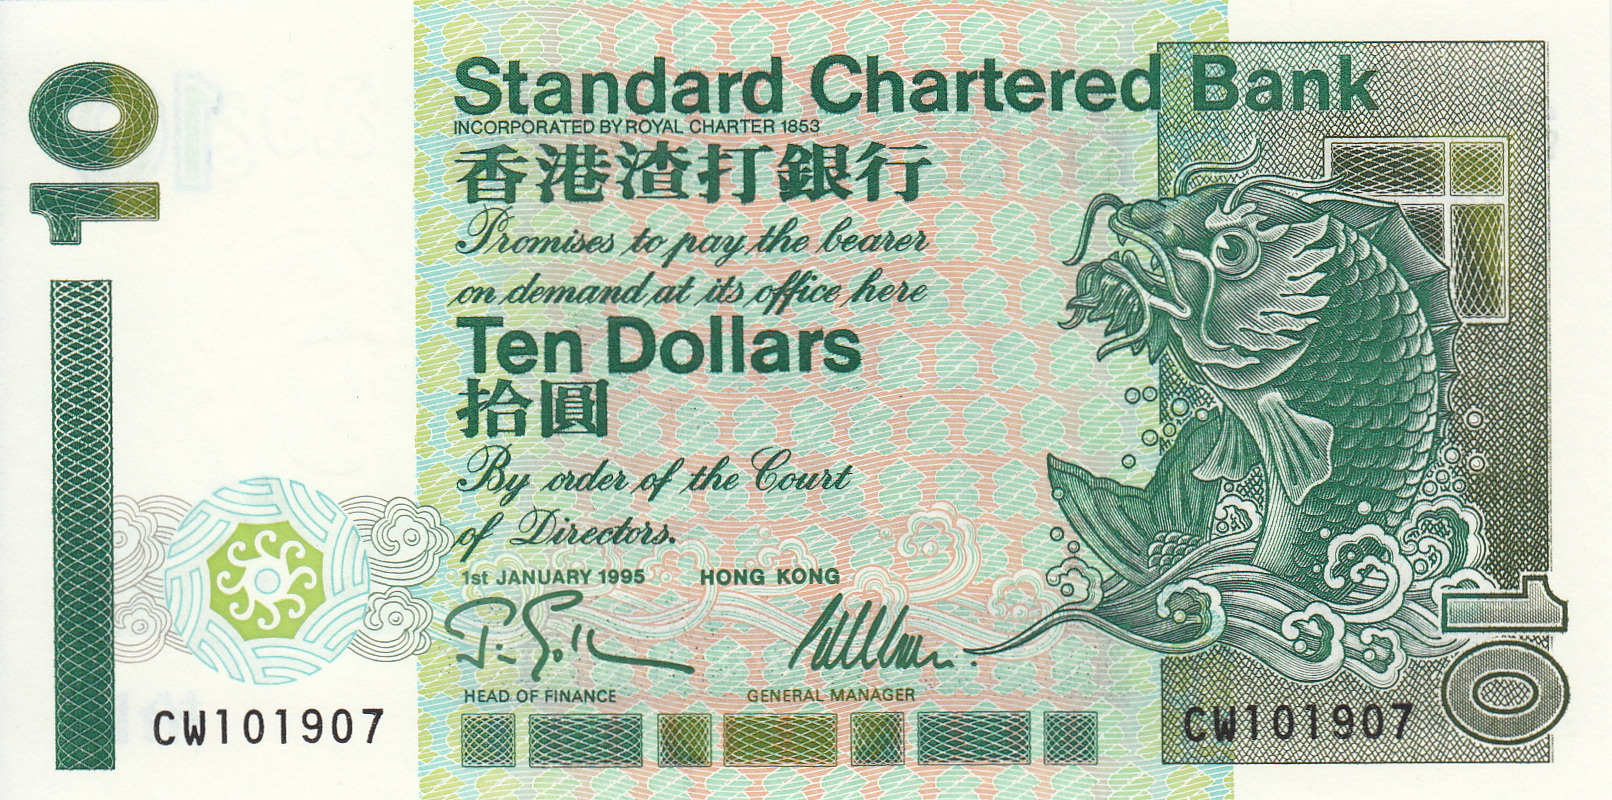 10
Standard Chartered Bank
INCORPORATED BY ROYAL CHARTER 1853
香港渣打銀行
Promises to pay the bearer
on demand at its office here
Ten Dollars
拾圓
By order of the Court
of Directors.
1st JANUARY 1995 HONG KONG
HEAD OF FINANCE GENERAL MANAGER
CW101907 CW101907
10